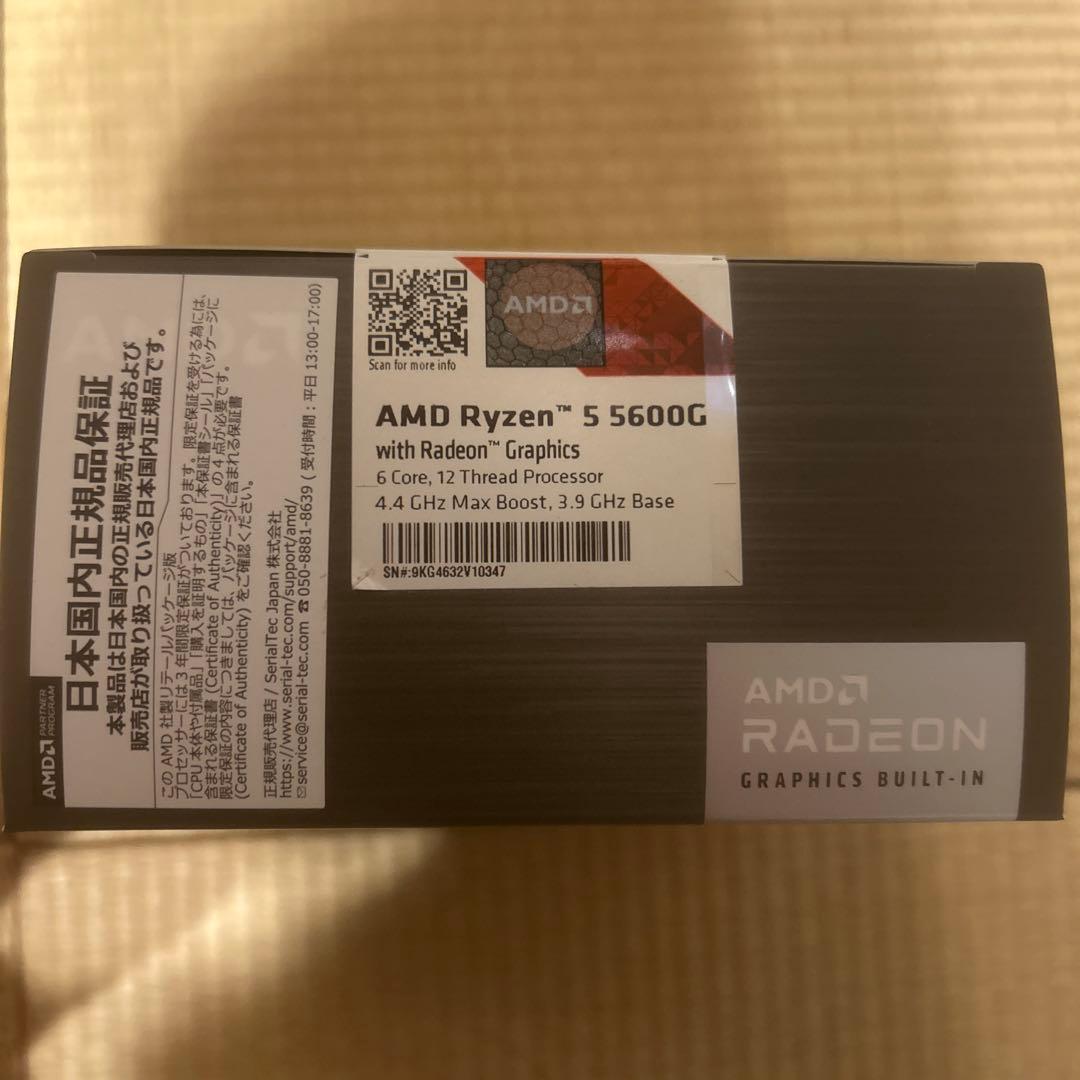 AMD PARTNER PROGRAM
日本国内正規品保証
本製品は日本国内の正規販売代理店および
販売店が取り扱っている日本国内正規品です。
この AMD 社製リテールパッケージ版
プロセッサーには 3 年間限定保証がついております。限定保証を受ける為には、
「CPU 本体や付属品」「購入を証明するもの」「本保証書シール」「パッケージに
含まれる保証書 (Certificate of Authenticity)」の 4 点が必要です。
限定保証の内容につきましては、パッケージに含まれる保証書
(Certificate of Authenticity) をご確認ください。
正規販売代理店 / SerialTec Japan 株式会社
https://www.serial-tec.com/support/amd/
✉service@serial-tec.com ☎050-8881-8639 ( 受付時間 : 平日 13:00-17:00)
AMD
Scan for more info
AMD Ryzen™ 5 5600G
with Radeon™ Graphics
6 Core, 12 Thread Processor
4.4 GHz Max Boost, 3.9 GHz Base
SN#:9KG4632V10347
AMD
RADEON
GRAPHICS BUILT-IN